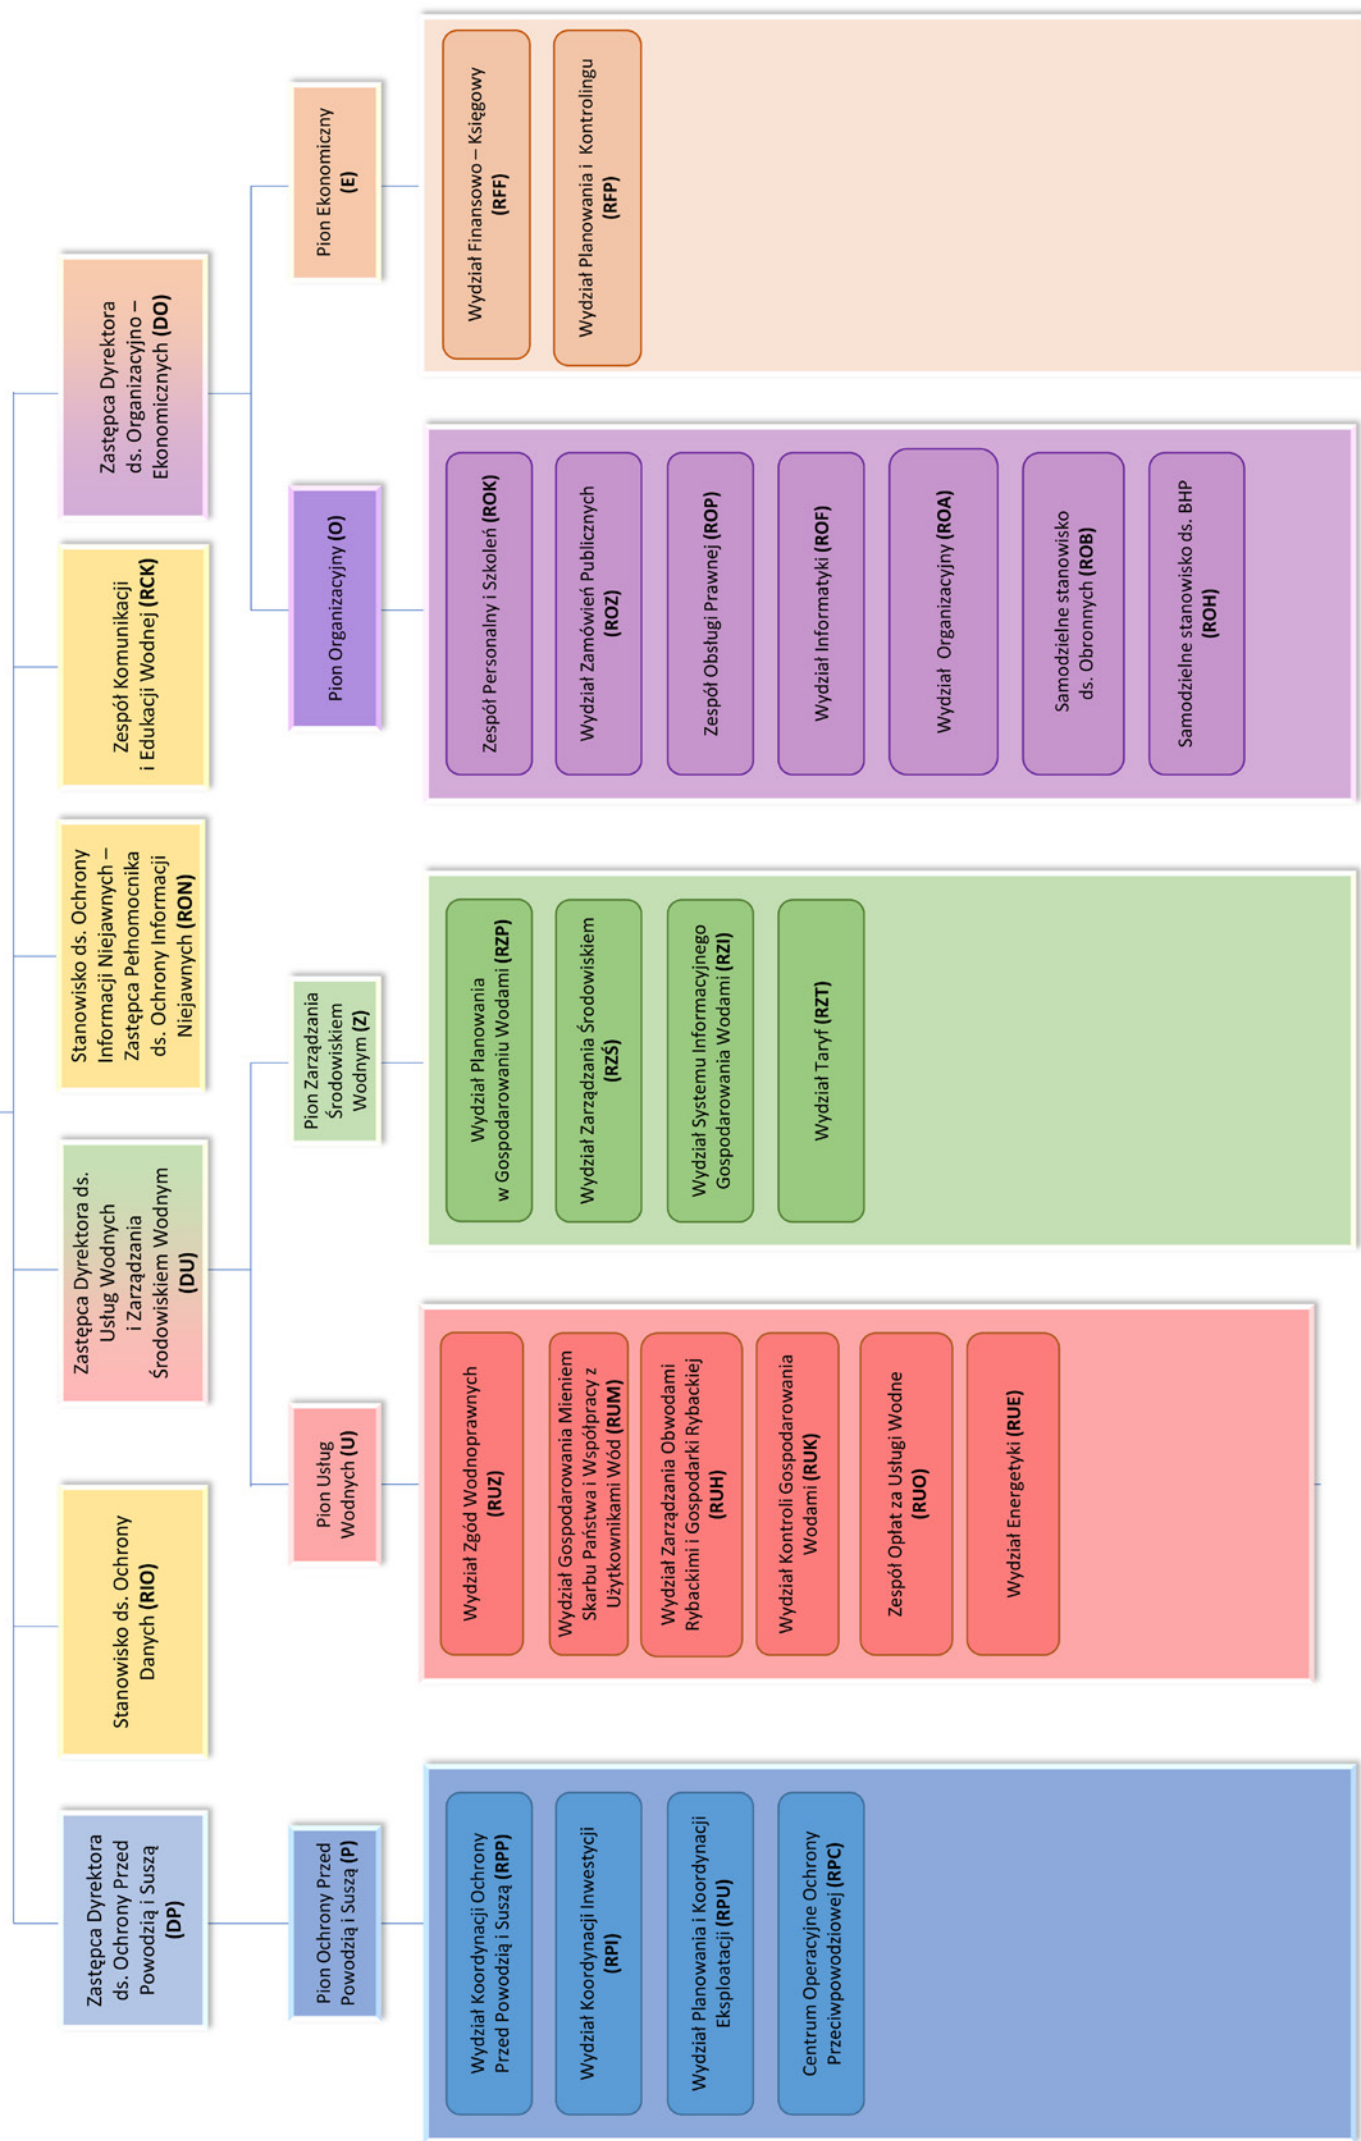 Zastępca Dyrektora
ds. Ochrony Przed
Powodzią i Suszą
(DP)
Stanowisko ds. Ochrony
Danych (RIO)
Zastępca Dyrektora ds.
Usług Wodnych
i Zarządzania
Środowiskiem Wodnym
(DU)
Stanowisko ds. Ochrony
Informacji Niejawnych –
Zastępca Pełnomocnika
ds. Ochrony Informacji
Niejawnych (RON)
Zespół Komunikacji
i Edukacji Wodnej (RCK)
Zastępca Dyrektora
ds. Organizacyjno –
Ekonomicznych (DO)
Pion Ochrony Przed
Powodzią i Suszą (P)
Pion Usług
Wodnych (U)
Pion Zarządzania
Środowiskiem
Wodnym (Z)
Pion Organizacyjny (O)
Pion Ekonomiczny
(E)
Wydział Koordynacji Ochrony
Przed Powodzią i Suszą (RPP)
Wydział Koordynacji Inwestycji
(RPI)
Wydział Planowania i Koordynacji
Eksploatacji (RPU)
Centrum Operacyjne Ochrony
Przeciwpowodziowej (RPC)
Wydział Zgód Wodnoprawnych
(RUZ)
Wydział Gospodarowania Mieniem
Skarbu Państwa i Współpracy z
Użytkownikami Wód (RUM)
Wydział Zarządzania Obwodami
Rybackimi i Gospodarki Rybackiej
(RUH)
Wydział Kontroli Gospodarowania
Wodami (RUK)
Zespół Opłat za Usługi Wodne
(RUO)
Wydział Energetyki (RUE)
Wydział Planowania
w Gospodarowaniu Wodami (RZP)
Wydział Zarządzania Środowiskiem
(RZŚ)
Wydział Systemu Informacyjnego
Gospodarowania Wodami (RZI)
Wydział Taryf (RZT)
Zespół Personalny i Szkoleń (ROK)
Wydział Zamówień Publicznych
(ROZ)
Zespół Obsługi Prawnej (ROP)
Wydział Informatyki (ROF)
Wydział Organizacyjny (ROA)
Samodzielne stanowisko
ds. Obronnych (ROB)
Samodzielne stanowisko ds. BHP
(ROH)
Wydział Finansowo – Księgowy
(RFF)
Wydział Planowania i Kontrolingu
(RFP)